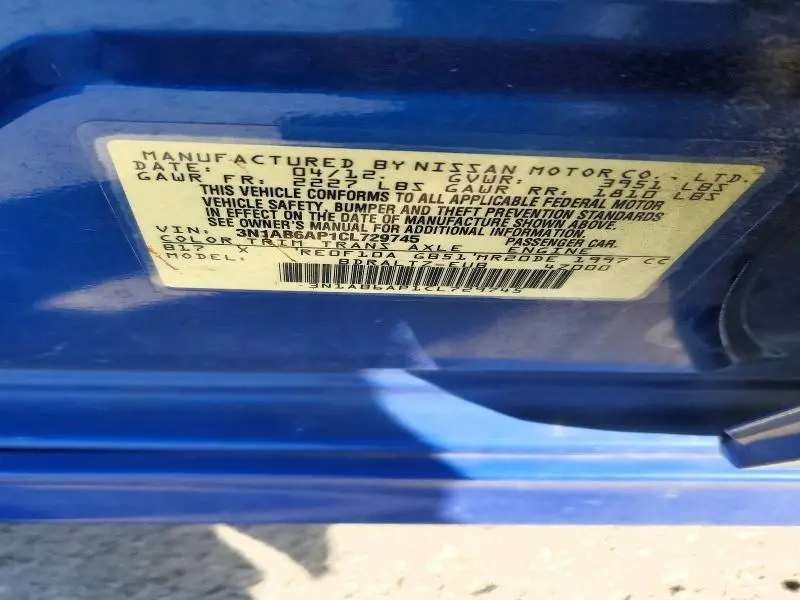 MANUFACTURED BY NISSAN MOTOR CO., LTD.
DATE: 04/12. GVWR: 3951 LBS
GAWR FR: 2227 LBS GAWR RR: 1810 LBS
THIS VEHICLE CONFORMS TO ALL APPLICABLE FEDERAL MOTOR
VEHICLE SAFETY, BUMPER AND THEFT PREVENTION STANDARDS
IN EFFECT ON THE DATE OF MANUFACTURE SHOWN ABOVE.
SEE OWNER'S MANUAL FOR ADDITIONAL INFORMATION.
VIN: 3N1AB6AP1CL729745 PASSENGER CAR.
COLOR TRIM TRANS AXLE ENGINE
B17 X RE0F10A GB51 MR20DE 1997 CC
MODEL: 47000
3N1AB6AP1CL729745